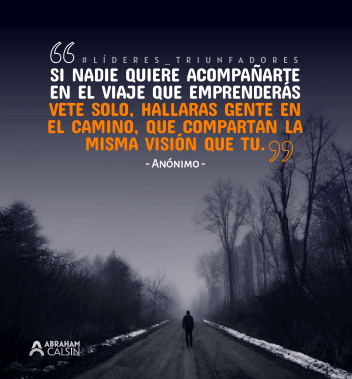 #LÍDERES_TRIUNFADORES
SI NADIE QUIERE ACOMPAÑARTE
EN EL VIAJE QUE EMPRENDERÁS
VETE SOLO, HALLARAS GENTE EN
EL CAMINO, QUE COMPARTAN LA
MISMA VISIÓN QUE TU.
- ANÓNIMO -
ABRAHAM
CALSÍN